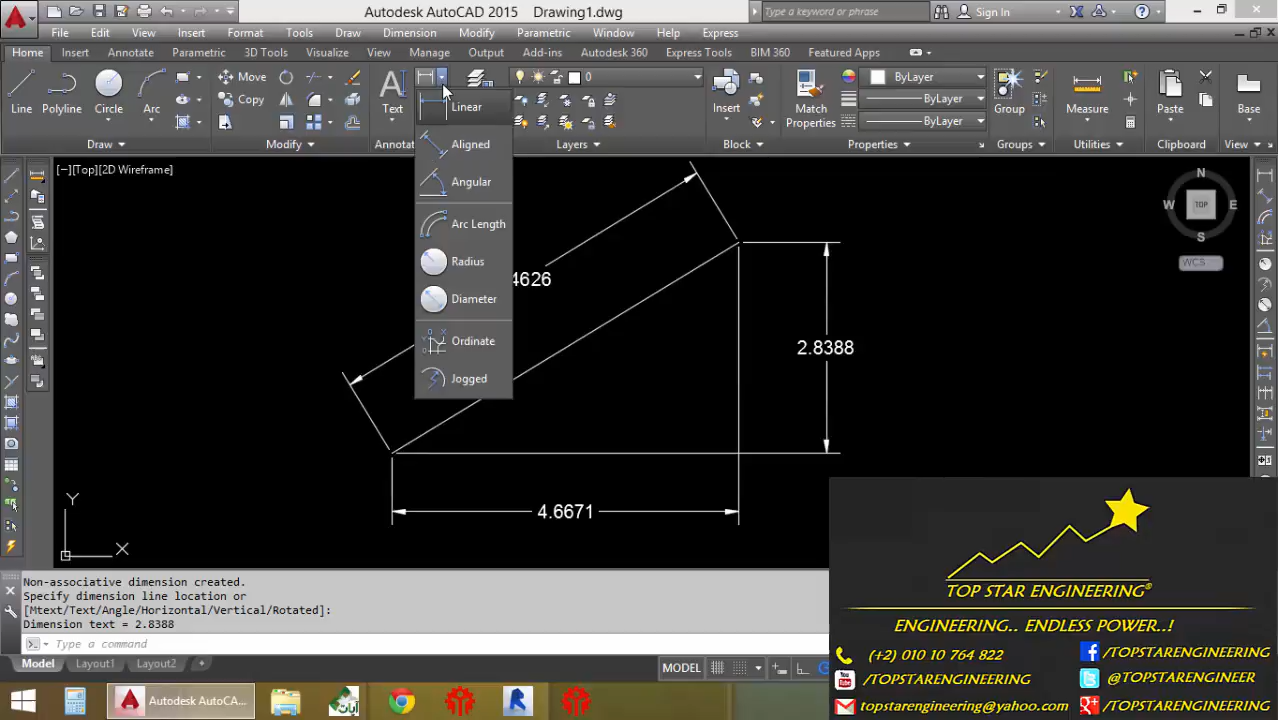 Autodesk AutoCAD 2015 Drawing1.dwg
Type a keyword or phrase
Sign In
File Edit View Insert Format Tools Draw Dimension Modify Parametric Window Help Express
Home Insert Annotate Parametric 3D Tools Visualize View Manage Output Add-ins Autodesk 360 Express Tools BIM 360 Featured Apps
Line Polyline Circle Arc
Move
Copy
Text
0
Insert
Match
Properties
ByLayer
ByLayer
ByLayer
Group
Measure
Paste
Base
Draw Modify Layers Block Properties Groups Utilities Clipboard View
Linear
Aligned
Angular
Arc Length
Radius
Diameter
Ordinate
Jogged
[−][Top][2D Wireframe]
N
W TOP E
S
WCS
4626
2.8388
4.6671
Y
X
Non-associative dimension created.
Specify dimension line location or
[Mtext/Text/Angle/Horizontal/Vertical/Rotated]:
Dimension text = 2.8388
Type a command
Model Layout1 Layout2 +
MODEL
Autodesk AutoCA...
TOP STAR ENGINEERING®
ENGINEERING.. ENDLESS POWER..!
(+2) 010 10 764 822
/TOPSTARENGINEERING
/TOPSTARENGINEERING
@TOPSTARENGINEER
topstarengineering@yahoo.com
/TOPSTARENGINEERING